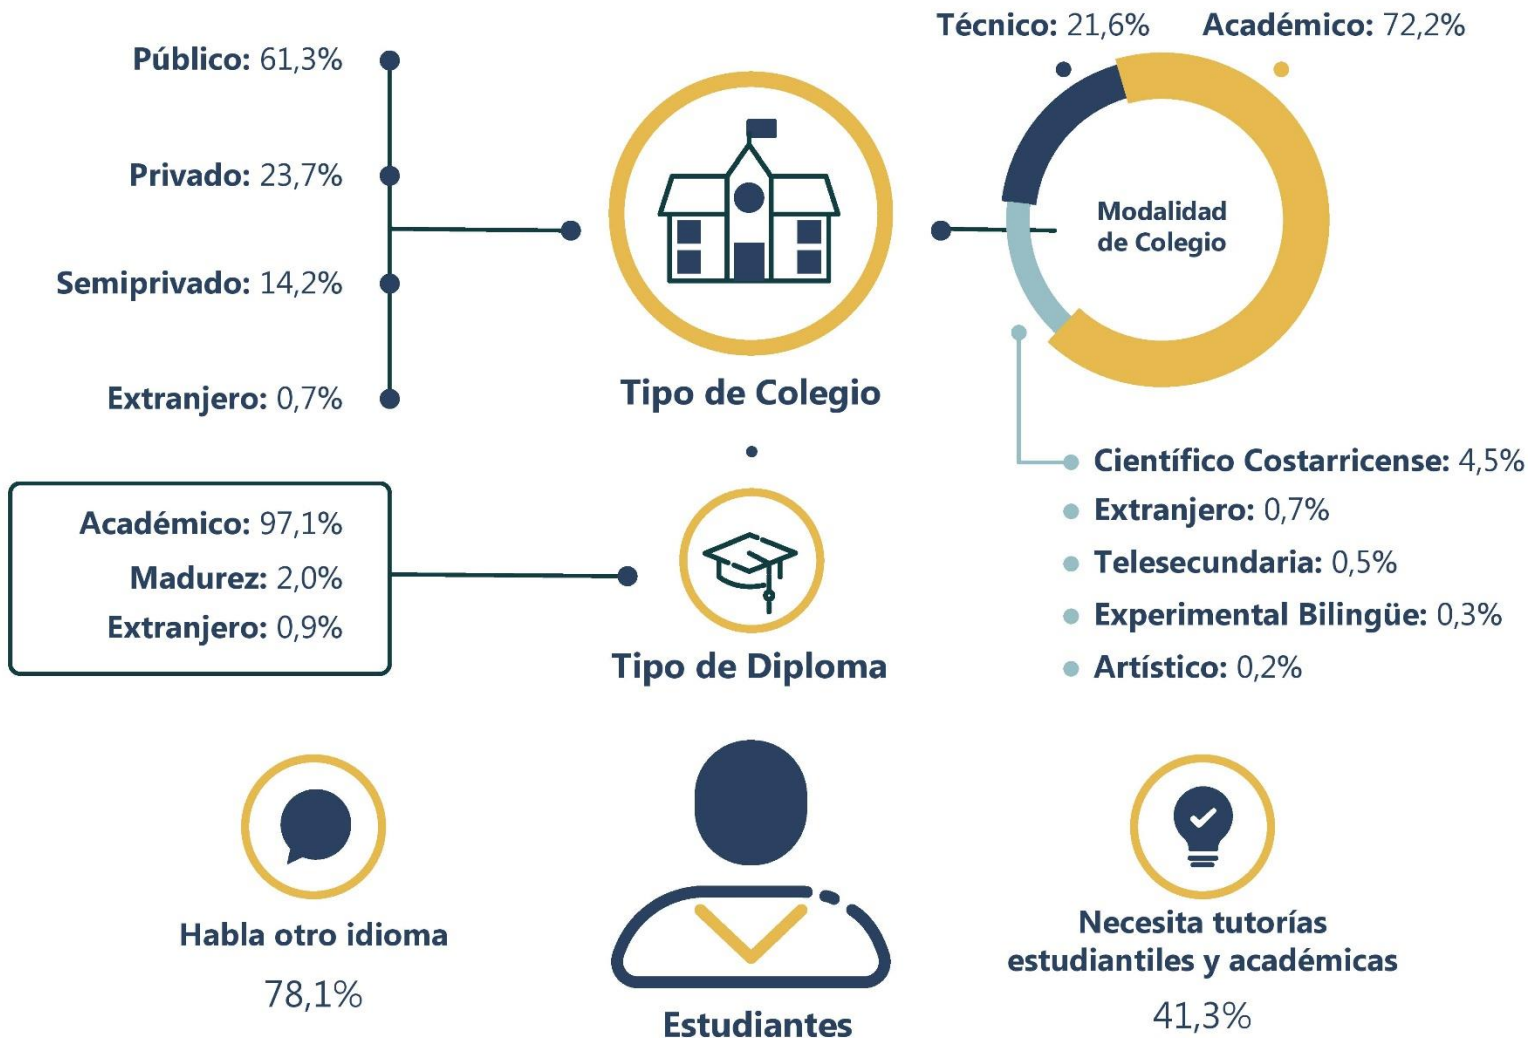 Público: 61,3%
Privado: 23,7%
Semiprivado: 14,2%
Extranjero: 0,7%
Tipo de Colegio
Técnico: 21,6%
Académico: 72,2%
Modalidad
de Colegio
Científico Costarricense: 4,5%
Extranjero: 0,7%
Telesecundaria: 0,5%
Experimental Bilingüe: 0,3%
Artístico: 0,2%
Académico: 97,1%
Madurez: 2,0%
Extranjero: 0,9%
Tipo de Diploma
Habla otro idioma
78,1%
Estudiantes
Necesita tutorías
estudiantiles y académicas
41,3%